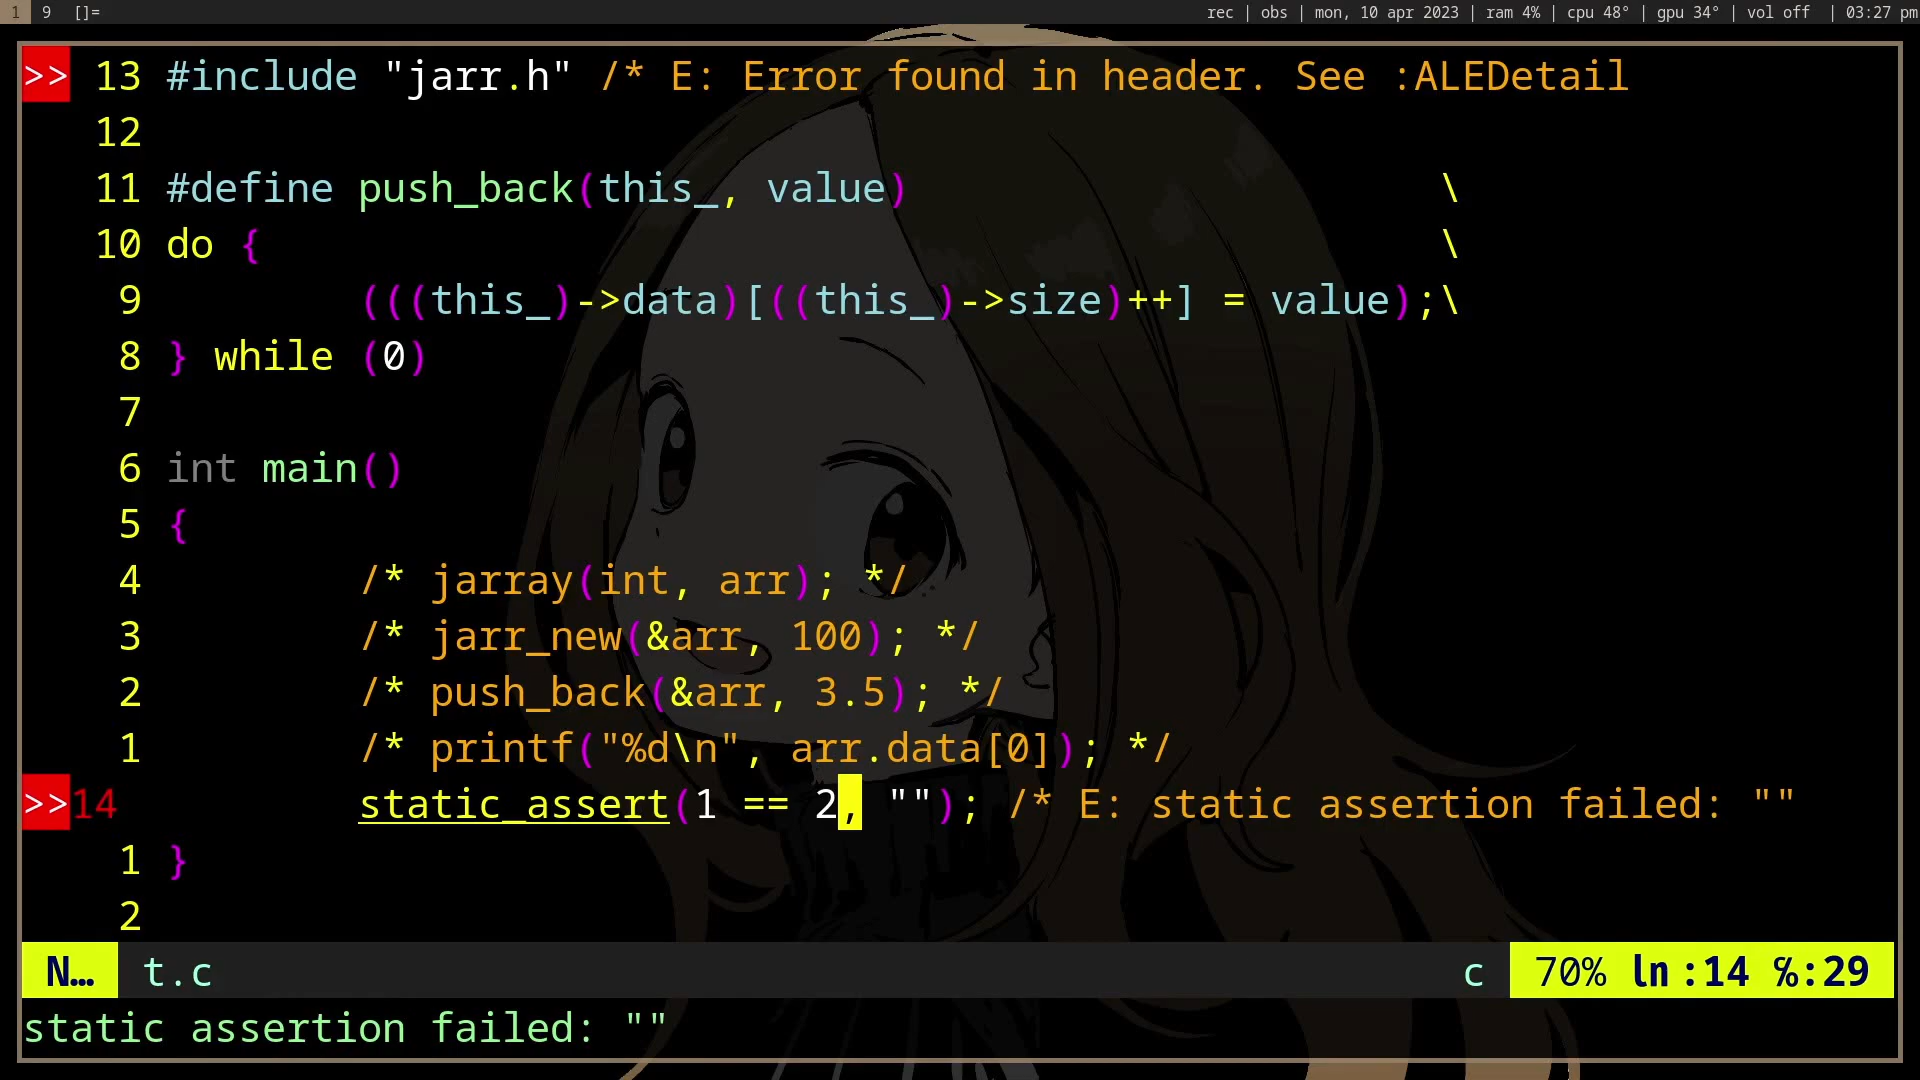 1 9 []= rec | obs | mon, 10 apr 2023 | ram 4% | cpu 48° | gpu 34° | vol off | 03:27 pm
>> 13 #include "jarr.h" /* E: Error found in header. See :ALEDetail
12
11 #define push_back(this_, value) \
10 do { \
9 (((this_)->data)[((this_)->size)++] = value);\
8 } while (0)
7
6 int main()
5 {
4 /* jarray(int, arr); */
3 /* jarr_new(&arr, 100); */
2 /* push_back(&arr, 3.5); */
1 /* printf("%d\n", arr.data[0]); */
>>14 static_assert(1 == 2, ""); /* E: static assertion failed: ""
1 }
2
N… t.c c 70% ln :14 ℅:29
static assertion failed: ""